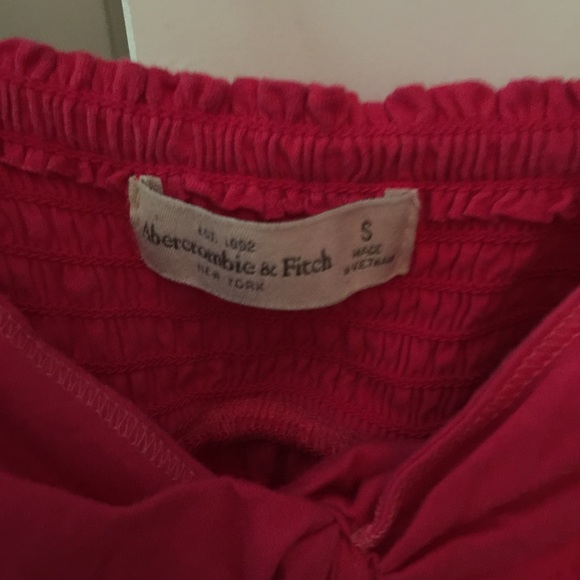 EST. 1892
Abercrombie & Fitch
NEW YORK
S
MADE
VIETNAM